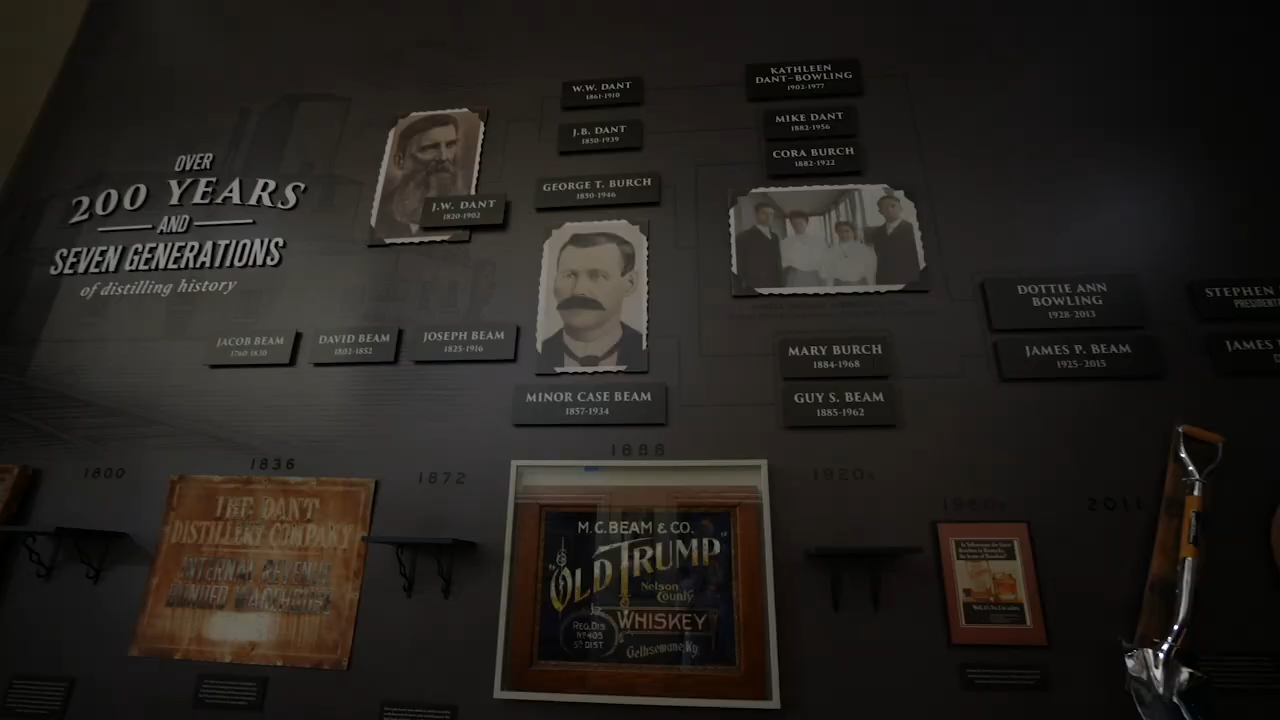 OVER
200 YEARS
AND
SEVEN GENERATIONS
of distilling history
J.W. DANT
1820-1902
W.W. DANT
1861-1910
J.B. DANT
1850-1939
GEORGE T. BURCH
1850-1946
KATHLEEN
DANT-BOWLING
1902-1977
MIKE DANT
1882-1956
CORA BURCH
1882-1922
JACOB BEAM
1760-1830
DAVID BEAM
1802-1852
JOSEPH BEAM
1825-1916
MINOR CASE BEAM
1857-1934
MARY BURCH
1884-1968
GUY S. BEAM
1885-1962
DOTTIE ANN
BOWLING
1928-2013
JAMES P. BEAM
1925-2015
STEPHEN
PRESIDENT
JAMES
1800
1836
1872
1888
1920s
2011
THE DANT
DISTILLERY COMPANY
INTERNAL REVENUE
BONDED WAREHOUSE
M.C. BEAM & CO.
"OLD TRUMP"
Nelson
County
WHISKEY
REG. DIS.
Nº 405
5TH DIST
Gethsemane, Ky.